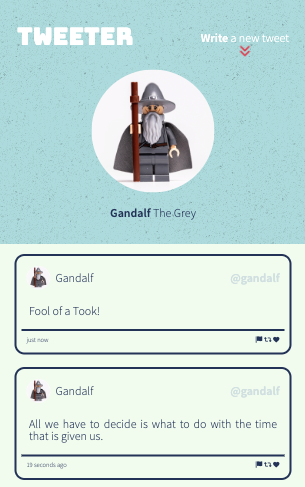 TWEETER
Write a new tweet
Gandalf The Grey
Gandalf
@gandalf
Fool of a Took!
just now
Gandalf
@gandalf
All we have to decide is what to do with the time
that is given us.
19 seconds ago